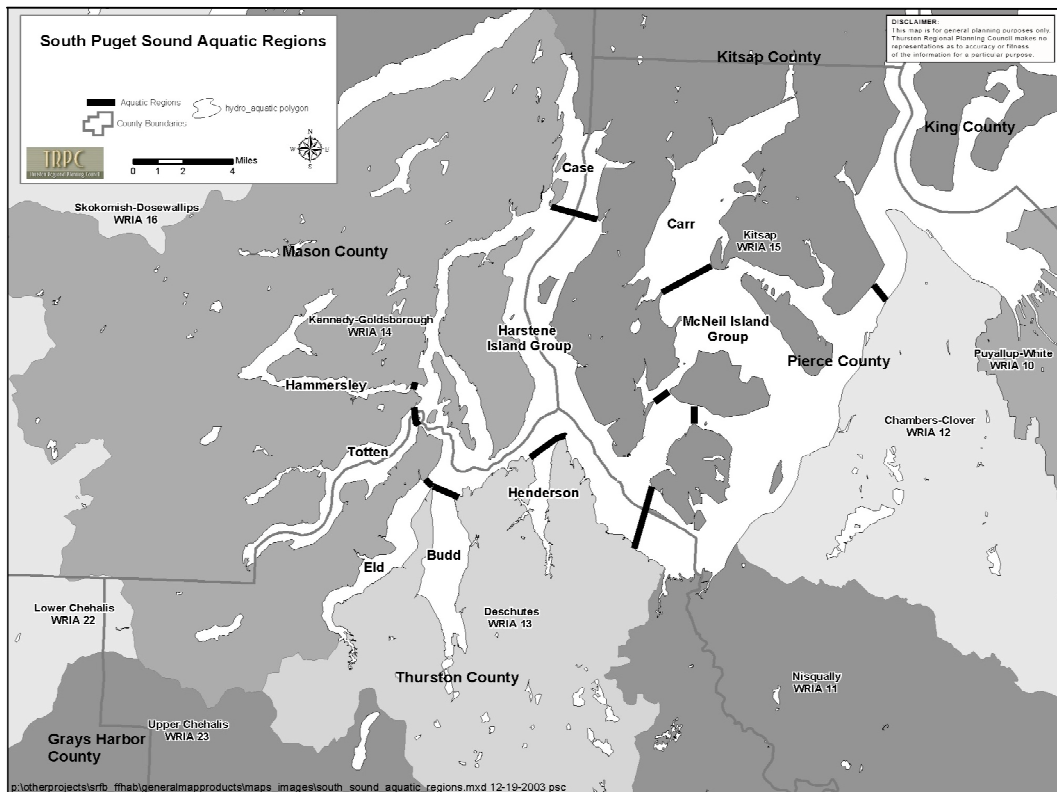 South Puget Sound Aquatic Regions
Aquatic Regions
hydro_aquatic polygon
County Boundaries
N
W
S
TRPC
Thurston Regional Planning Council
Miles
0 1 2 4
DISCLAIMER:
This map is for general planning purposes only.
Thurston Regional Planning Council makes no
representations as to accuracy or fitness
of the information for a particular purpose.
Kitsap County
King County
Case
Skokomish-Dosewallips
WRIA 16
Carr
Kitsap
WRIA 15
Mason County
Kennedy-Goldsborough
WRIA 14
Harstene
Island Group
McNeil Island
Group
Pierce County
Puyallup-White
WRIA 10
Hammersley
Chambers-Clover
WRIA 12
Totten
Henderson
Budd
Eld
Lower Chehalis
WRIA 22
Deschutes
WRIA 13
Thurston County
Nisqually
WRIA 11
Upper Chehalis
WRIA 23
Grays Harbor
County
p:\otherprojects\srfb_ffhab\generalmapproducts\maps_images\south_sound_aquatic_regions.mxd 12-19-2003 psc